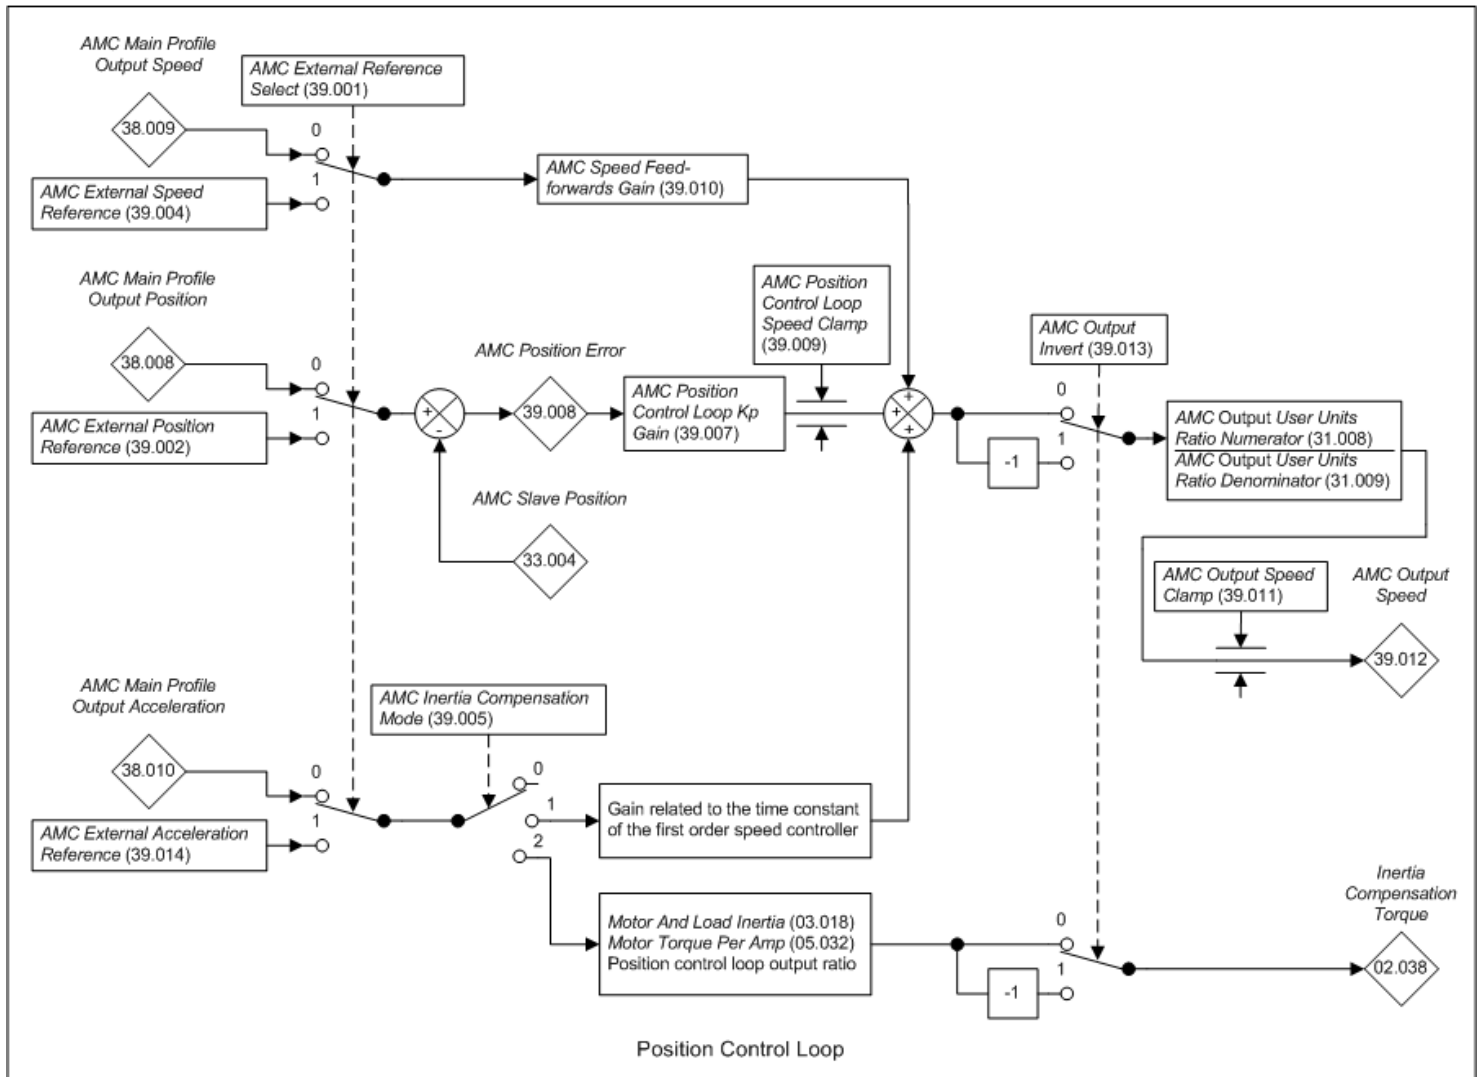 AMC Main Profile
Output Speed
38.009
AMC External Reference
Select (39.001)
0
1
AMC External Speed
Reference (39.004)
AMC Speed Feed-
forwards Gain (39.010)
AMC Main Profile
Output Position
38.008
0
1
AMC External Position
Reference (39.002)
+
-
AMC Position Error
39.008
AMC Position
Control Loop Kp
Gain (39.007)
AMC Position
Control Loop
Speed Clamp
(39.009)
+
+
+
AMC Slave Position
33.004
AMC Output
Invert (39.013)
0
1
-1
AMC Output User Units
Ratio Numerator (31.008)
AMC Output User Units
Ratio Denominator (31.009)
AMC Output Speed
Clamp (39.011)
AMC Output
Speed
39.012
AMC Main Profile
Output Acceleration
38.010
0
1
AMC External Acceleration
Reference (39.014)
AMC Inertia Compensation
Mode (39.005)
0
1
2
Gain related to the time constant
of the first order speed controller
Motor And Load Inertia (03.018)
Motor Torque Per Amp (05.032)
Position control loop output ratio
0
1
-1
Inertia
Compensation
Torque
02.038
Position Control Loop